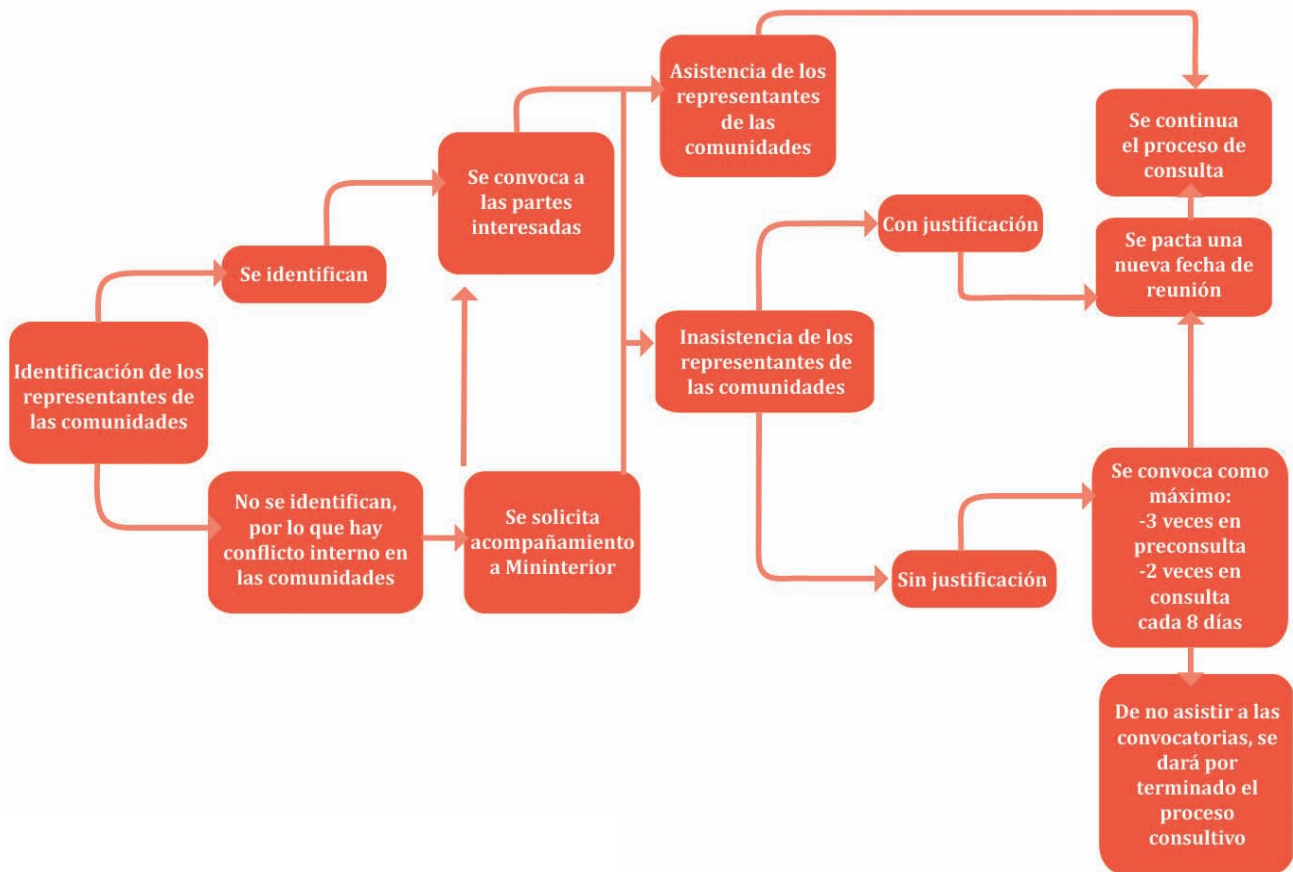 Identificación de los
representantes de
las comunidades
Se identifican
No se identifican,
por lo que hay
conflicto interno en
las comunidades
Se convoca a
las partes
interesadas
Se solicita
acompañamiento
a Mininterior
Asistencia de los
representantes
de las
comunidades
Inasistencia de los
representantes de
las comunidades
Con justificación
Sin justificación
Se continua
el proceso de
consulta
Se pacta una
nueva fecha de
reunión
Se convoca como
máximo:
-3 veces en
preconsulta
-2 veces en
consulta
cada 8 días
De no asistir a las
convocatorias, se
dará por
terminado el
proceso
consultivo